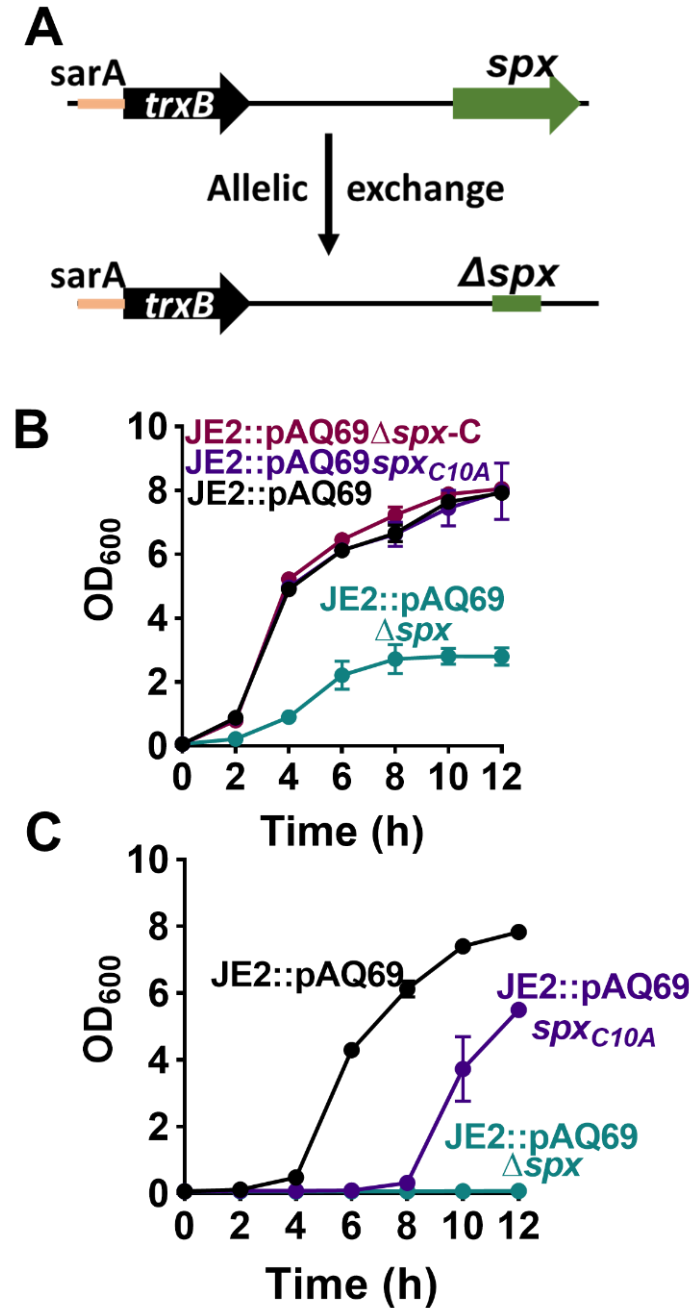 A
sarA
spx
trxB
Allelic exchange
sarA
Δspx
trxB
B
10
8
6
4
2
0
OD600
JE2::pAQ69Δspx-C
JE2::pAQ69spxC10A
JE2::pAQ69
JE2::pAQ69
Δspx
0 2 4 6 8 10 12
Time (h)
C
10
8
6
4
2
0
OD600
JE2::pAQ69
JE2::pAQ69
spxC10A
JE2::pAQ69
Δspx
0 2 4 6 8 10 12
Time (h)